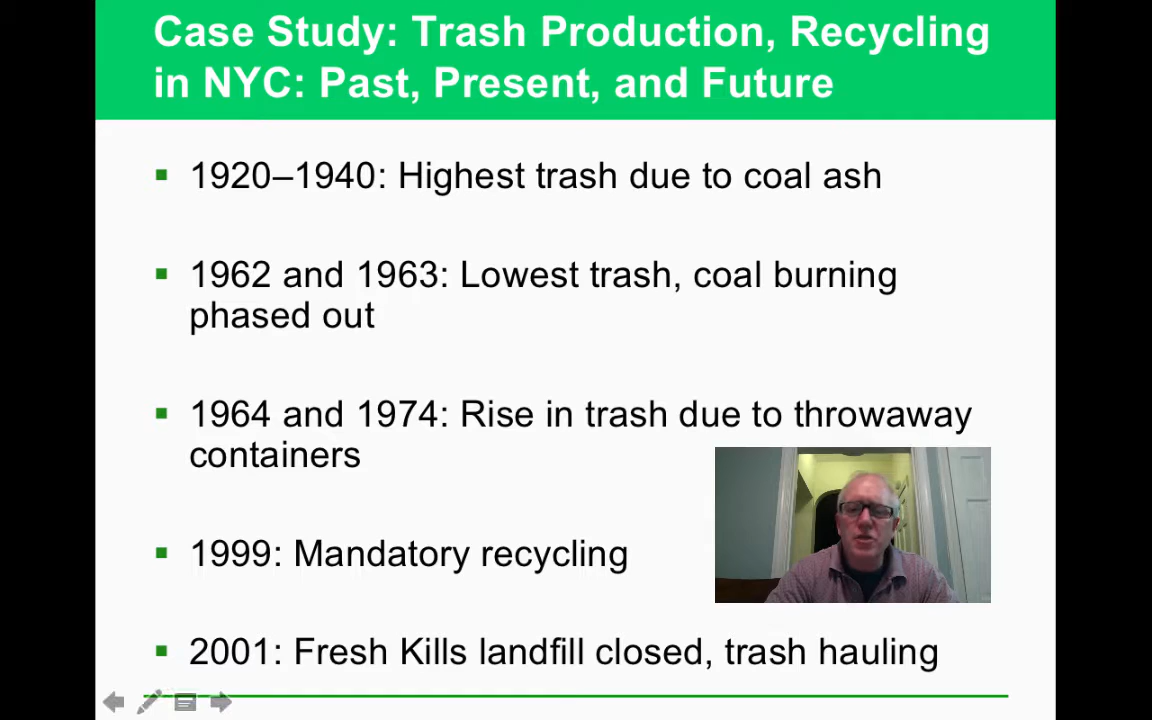 Case Study: Trash Production, Recycling
in NYC: Past, Present, and Future
1920–1940: Highest trash due to coal ash
1962 and 1963: Lowest trash, coal burning
phased out
1964 and 1974: Rise in trash due to throwaway
containers
1999: Mandatory recycling
2001: Fresh Kills landfill closed, trash hauling